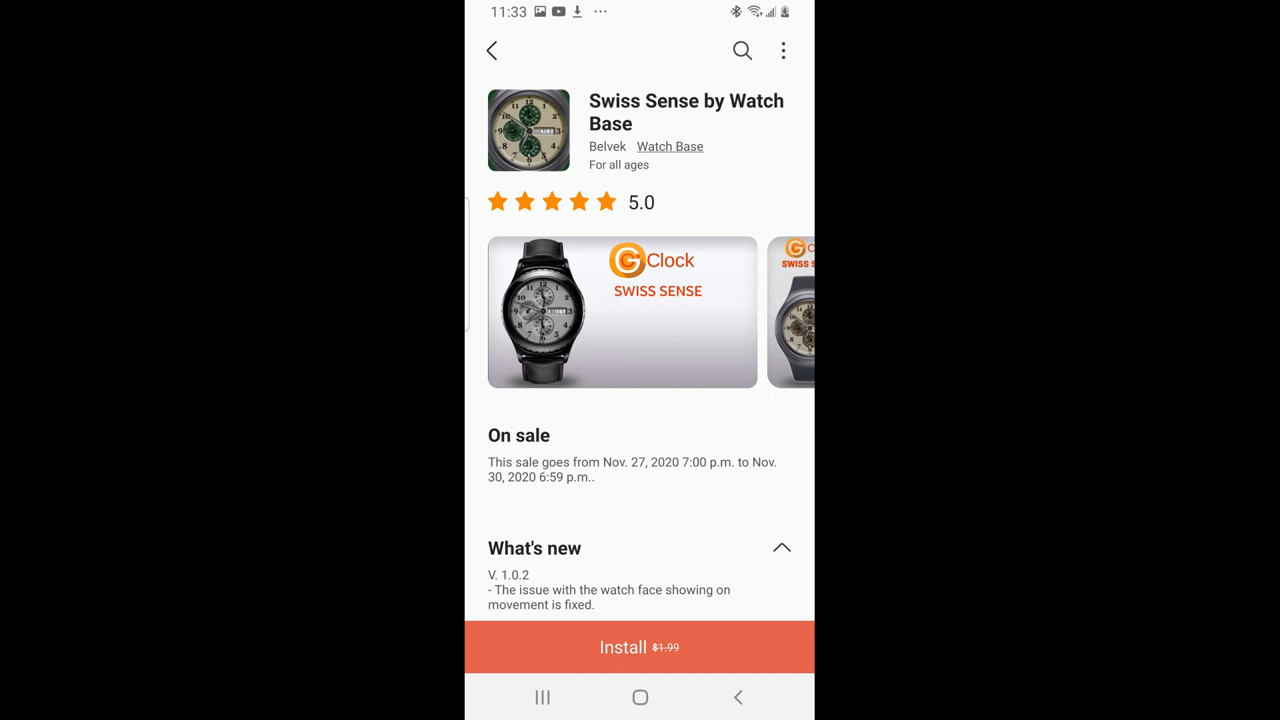 11:33
Swiss Sense by Watch
Base
Belvek Watch Base
For all ages
5.0
G Clock
SWISS SENSE
SWISS S
On sale
This sale goes from Nov. 27, 2020 7:00 p.m. to Nov.
30, 2020 6:59 p.m..
What's new
V. 1.0.2
- The issue with the watch face showing on
movement is fixed.
Install $1.99